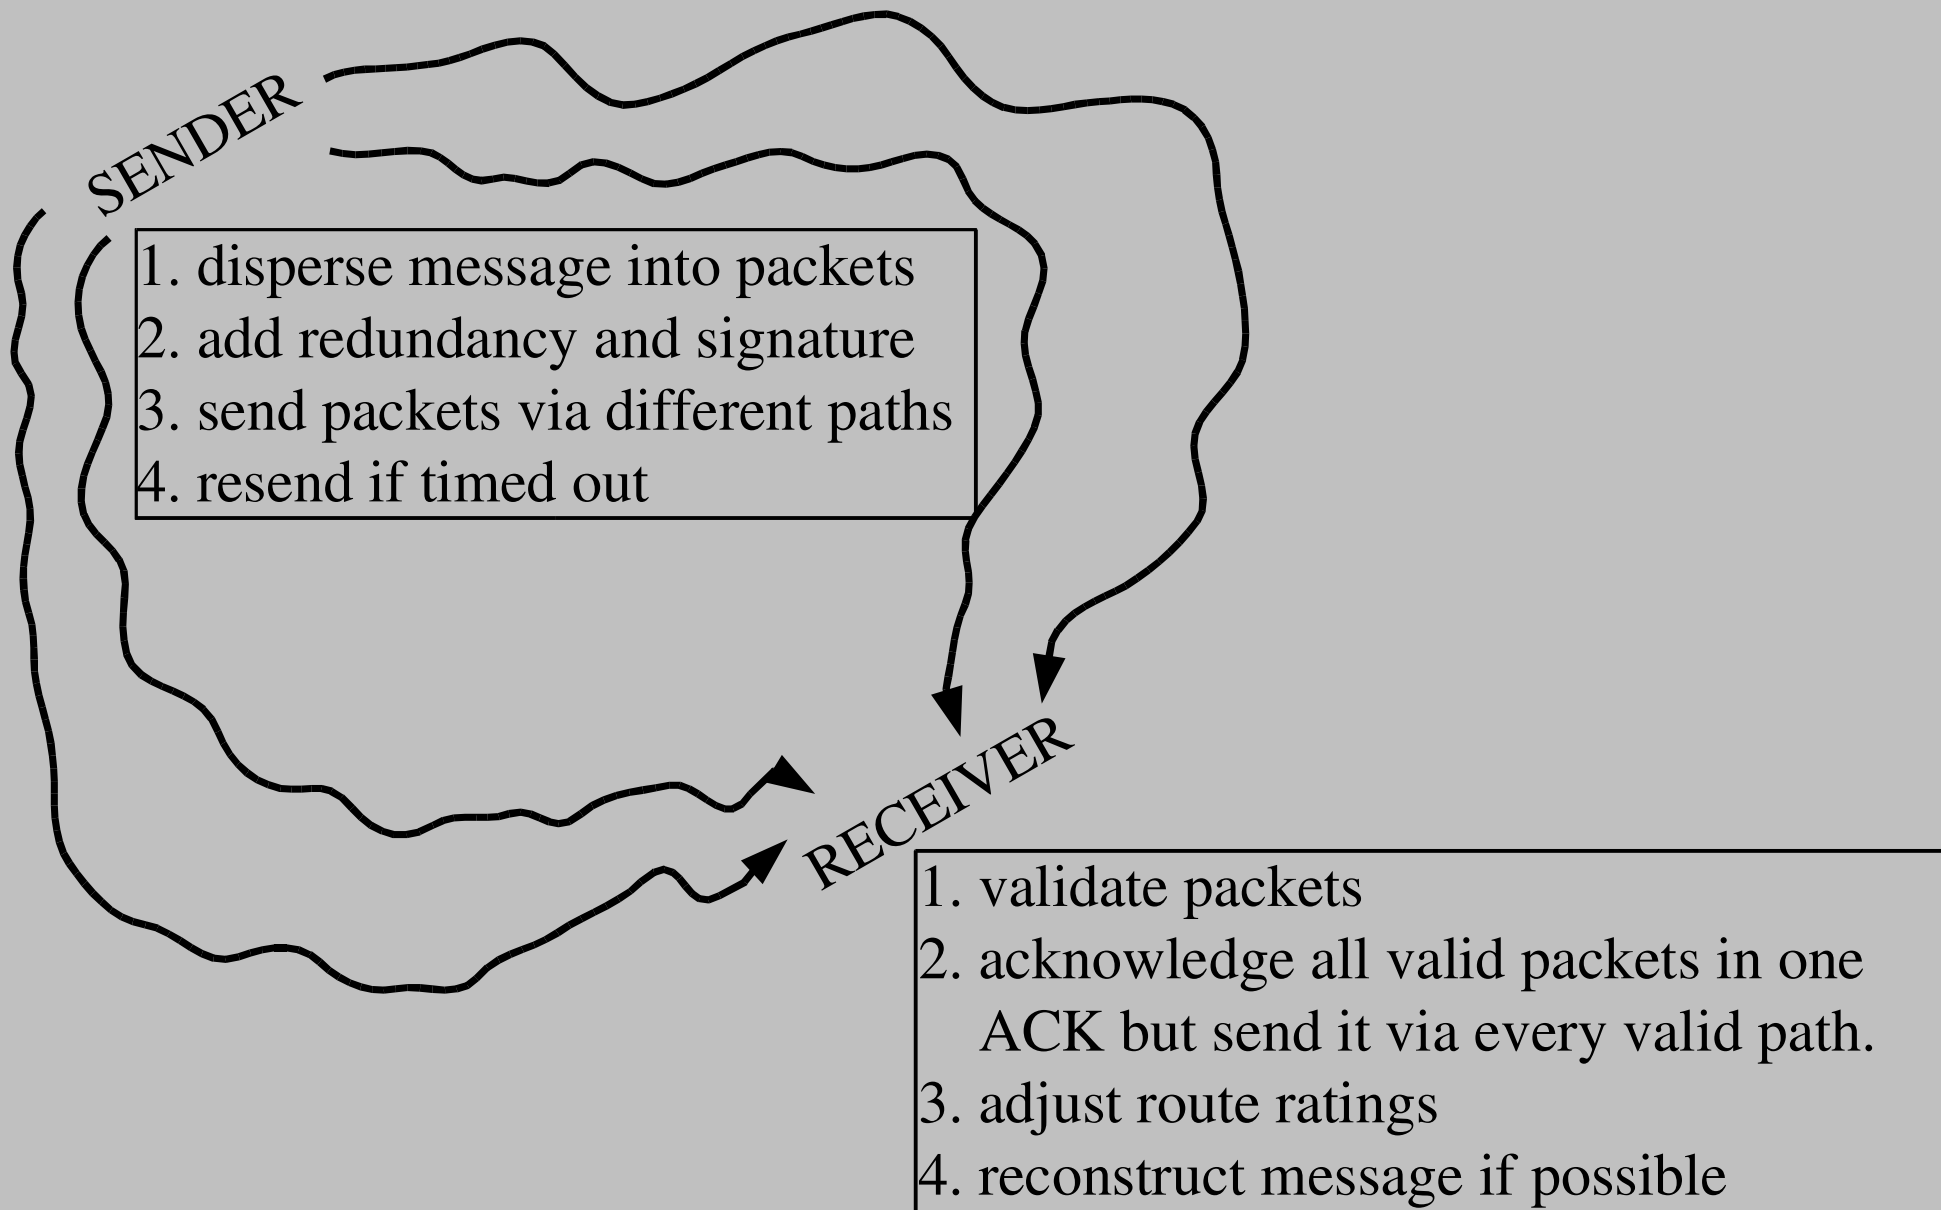 SENDER
1. disperse message into packets
2. add redundancy and signature
3. send packets via different paths
4. resend if timed out
RECEIVER
1. validate packets
2. acknowledge all valid packets in one
ACK but send it via every valid path.
3. adjust route ratings
4. reconstruct message if possible